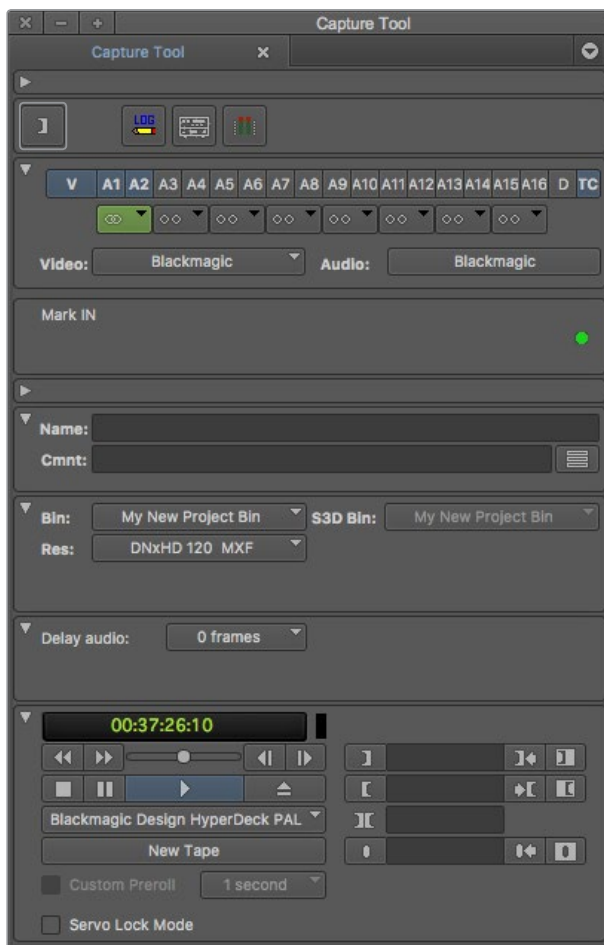 Capture Tool
Capture Tool
LOG
V A1 A2 A3 A4 A5 A6 A7 A8 A9 A10 A11 A12 A13 A14 A15 A16 D TC
Video: Blackmagic Audio: Blackmagic
Mark IN
Name:
Cmnt:
Bin: My New Project Bin S3D Bin: My New Project Bin
Res: DNxHD 120 MXF
Delay audio: 0 frames
00:37:26:10
Blackmagic Design HyperDeck PAL
New Tape
Custom Preroll 1 second
Servo Lock Mode